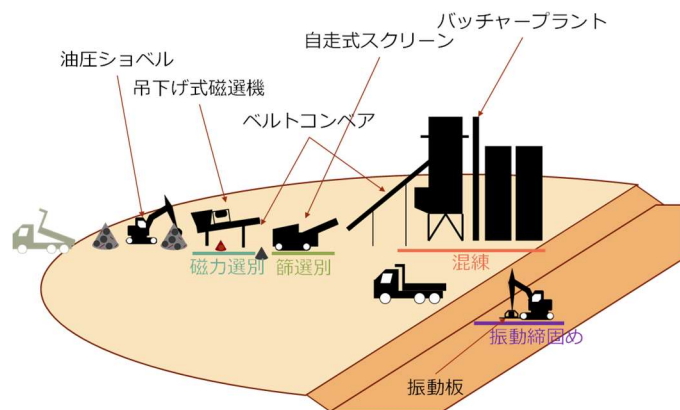 バッチャープラント
自走式スクリーン
油圧ショベル
吊下げ式磁選機
ベルトコンベア
磁力選別
篩選別
混練
振動締固め
振動板